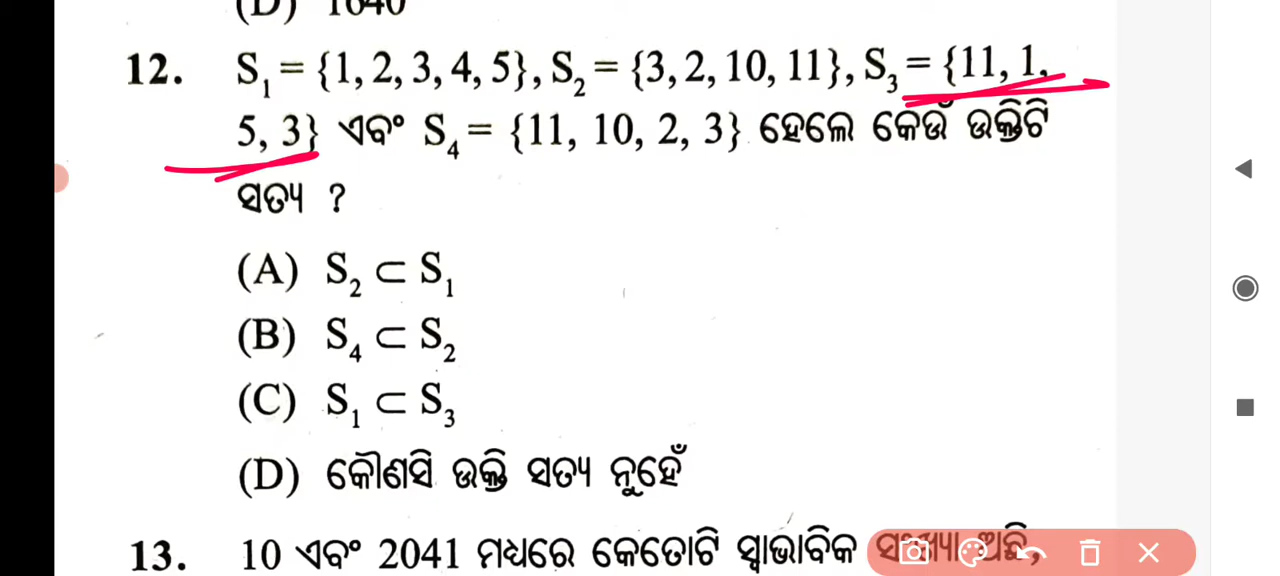 (D) 1640
12. S₁ = {1, 2, 3, 4, 5}, S₂ = {3, 2, 10, 11}, S₃ = {11, 1,
5, 3} ଏବଂ S₄ = {11, 10, 2, 3} ହେଲେ କେଉଁ ଉକ୍ତିଟି
ସତ୍ୟ ?
(A) S₂ ⊂ S₁
(B) S₄ ⊂ S₂
(C) S₁ ⊂ S₃
(D) କୌଣସି ଉକ୍ତି ସତ୍ୟ ନୁହେଁ
13. 10 ଏବଂ 2041 ମଧ୍ୟରେ କେତୋଟି ସ୍ୱାଭାବିକ ସଂଖ୍ୟା ଅଛି,